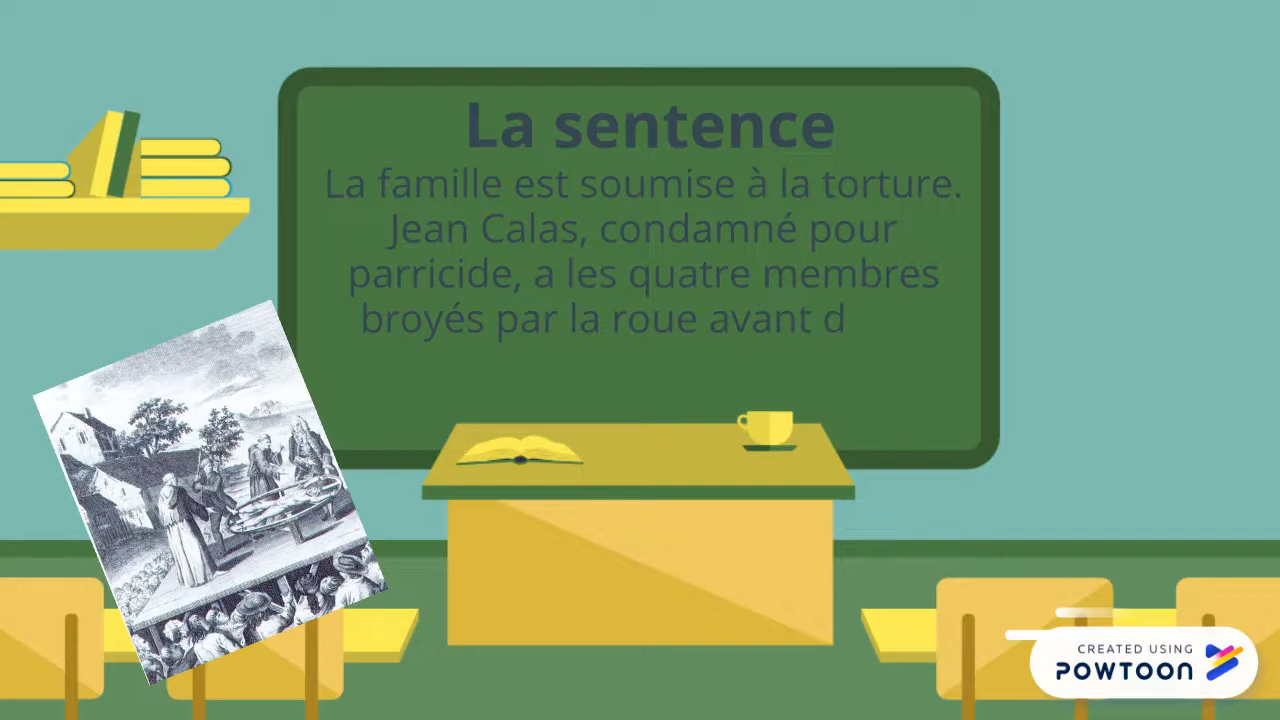 La sentence
La famille est soumise à la torture.
Jean Calas, condamné pour
parricide, a les quatre membres
broyés par la roue avant d
CREATED USING
POWTOON